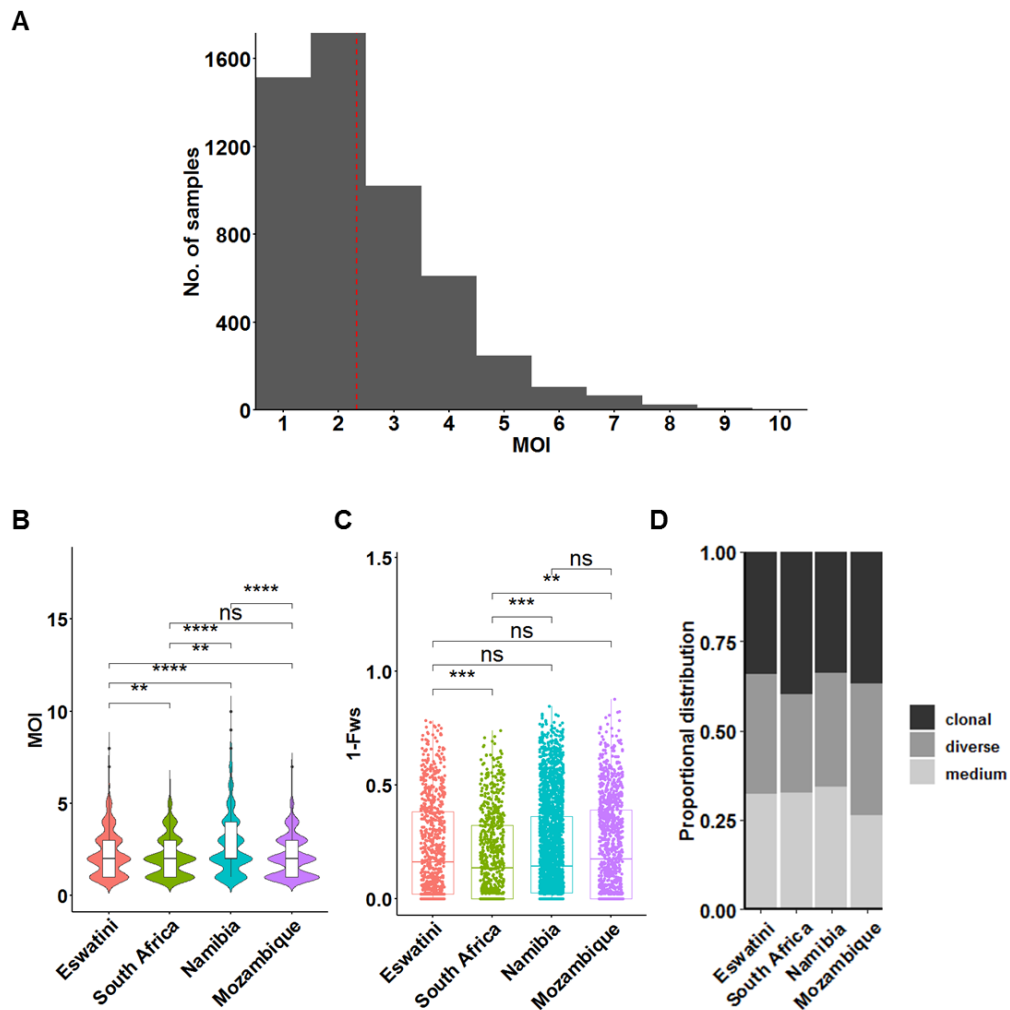 A
No. of samples
1600
1200
800
400
0
1 2 3 4 5 6 7 8 9 10
MOI
B
MOI
15
10
5
0
****
ns
****
**
****
**
Eswatini
South Africa
Namibia
Mozambique
C
1-Fws
1.5
1.0
0.5
0.0
ns
**
***
ns
ns
***
Eswatini
South Africa
Namibia
Mozambique
D
Proportional distribution
1.00
0.75
0.50
0.25
0.00
Eswatini
South Africa
Namibia
Mozambique
clonal
diverse
medium